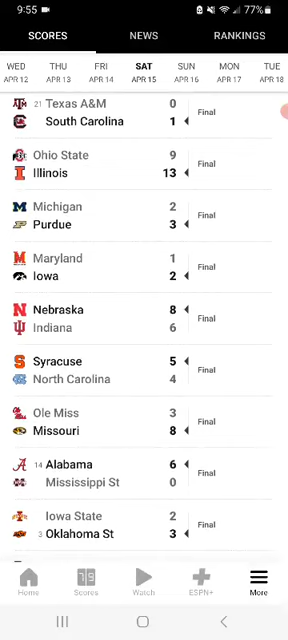 9:55 77%
SCORES NEWS RANKINGS
WED THU FRI SAT SUN MON TUE
APR 12 APR 13 APR 14 APR 15 APR 16 APR 17 APR 18
21 Texas A&M 0
Final
South Carolina 1
Ohio State 9
Final
Illinois 13
Michigan 2
Final
Purdue 3
Maryland 1
Final
Iowa 2
Nebraska 8
Final
Indiana 6
Syracuse 5
Final
North Carolina 4
Ole Miss 3
Final
Missouri 8
14 Alabama 6
Final
Mississippi St 0
Iowa State 2
Final
3 Oklahoma St 3
Home Scores Watch ESPN+ More